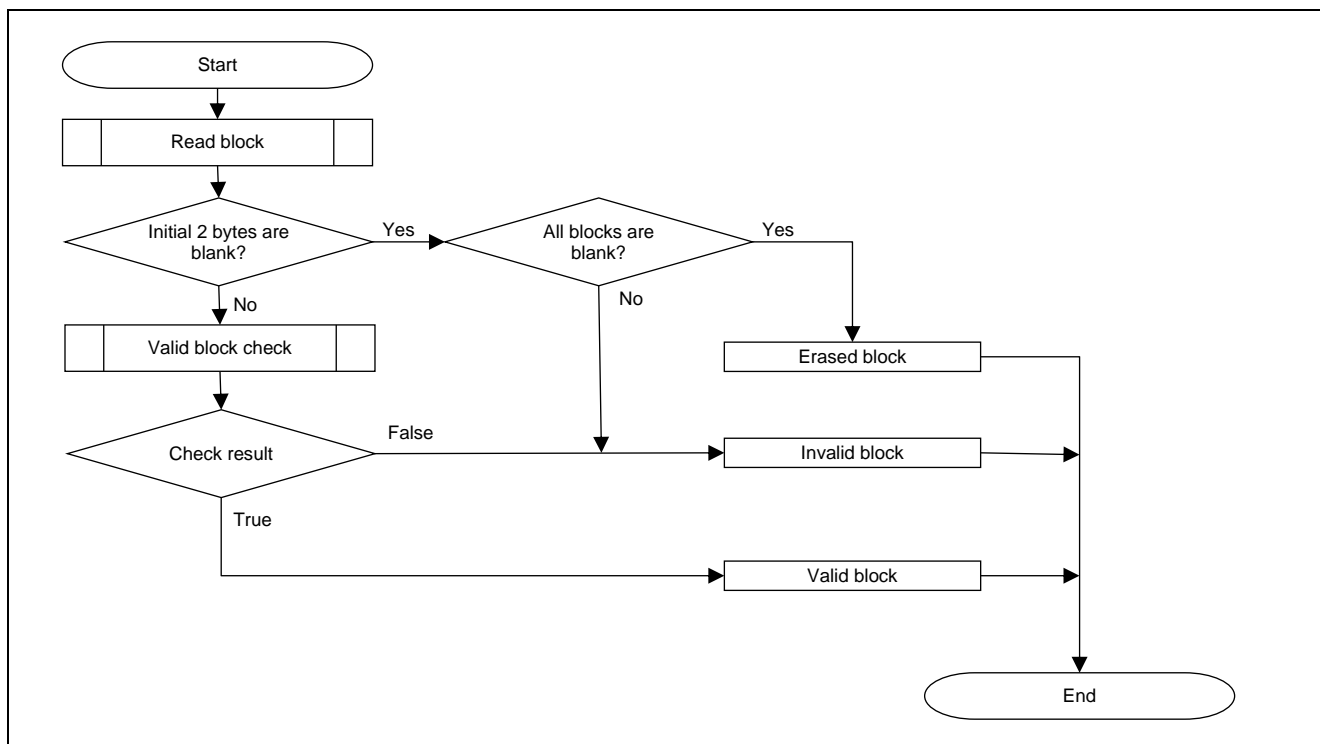 Start
Read block
Initial 2 bytes are
blank?
Yes
All blocks are
blank?
Yes
No
No
Valid block check
Erased block
Check result
False
Invalid block
True
Valid block
End